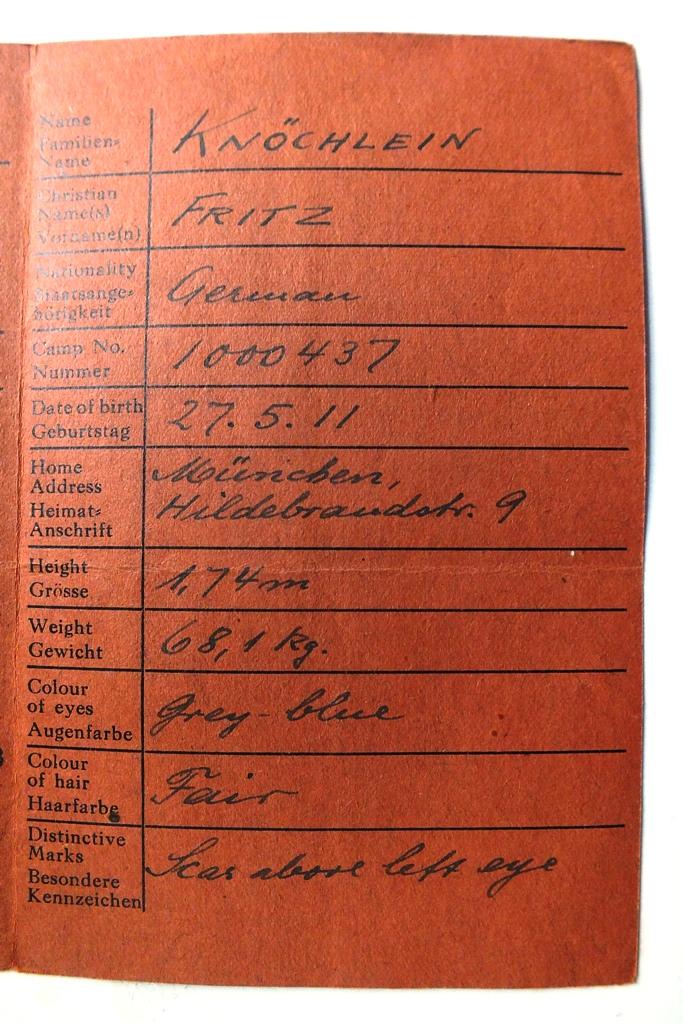 Name
Familien-
Name
KNÖCHLEIN
Christian
Name(s)
Vorname(n)
FRITZ
Nationality
Staatsange-
hörigkeit
German
Camp No.
Nummer
1000437
Date of birth
Geburtstag
27. 5. 11
Home
Address
Heimat-
Anschrift
München,
Hildebrandstr. 9
Height
Grösse
1,74 m
Weight
Gewicht
68,1 kg.
Colour
of eyes
Augenfarbe
Grey-blue
Colour
of hair
Haarfarbe
Fair
Distinctive
Marks
Besondere
Kennzeichen
Scar above left eye